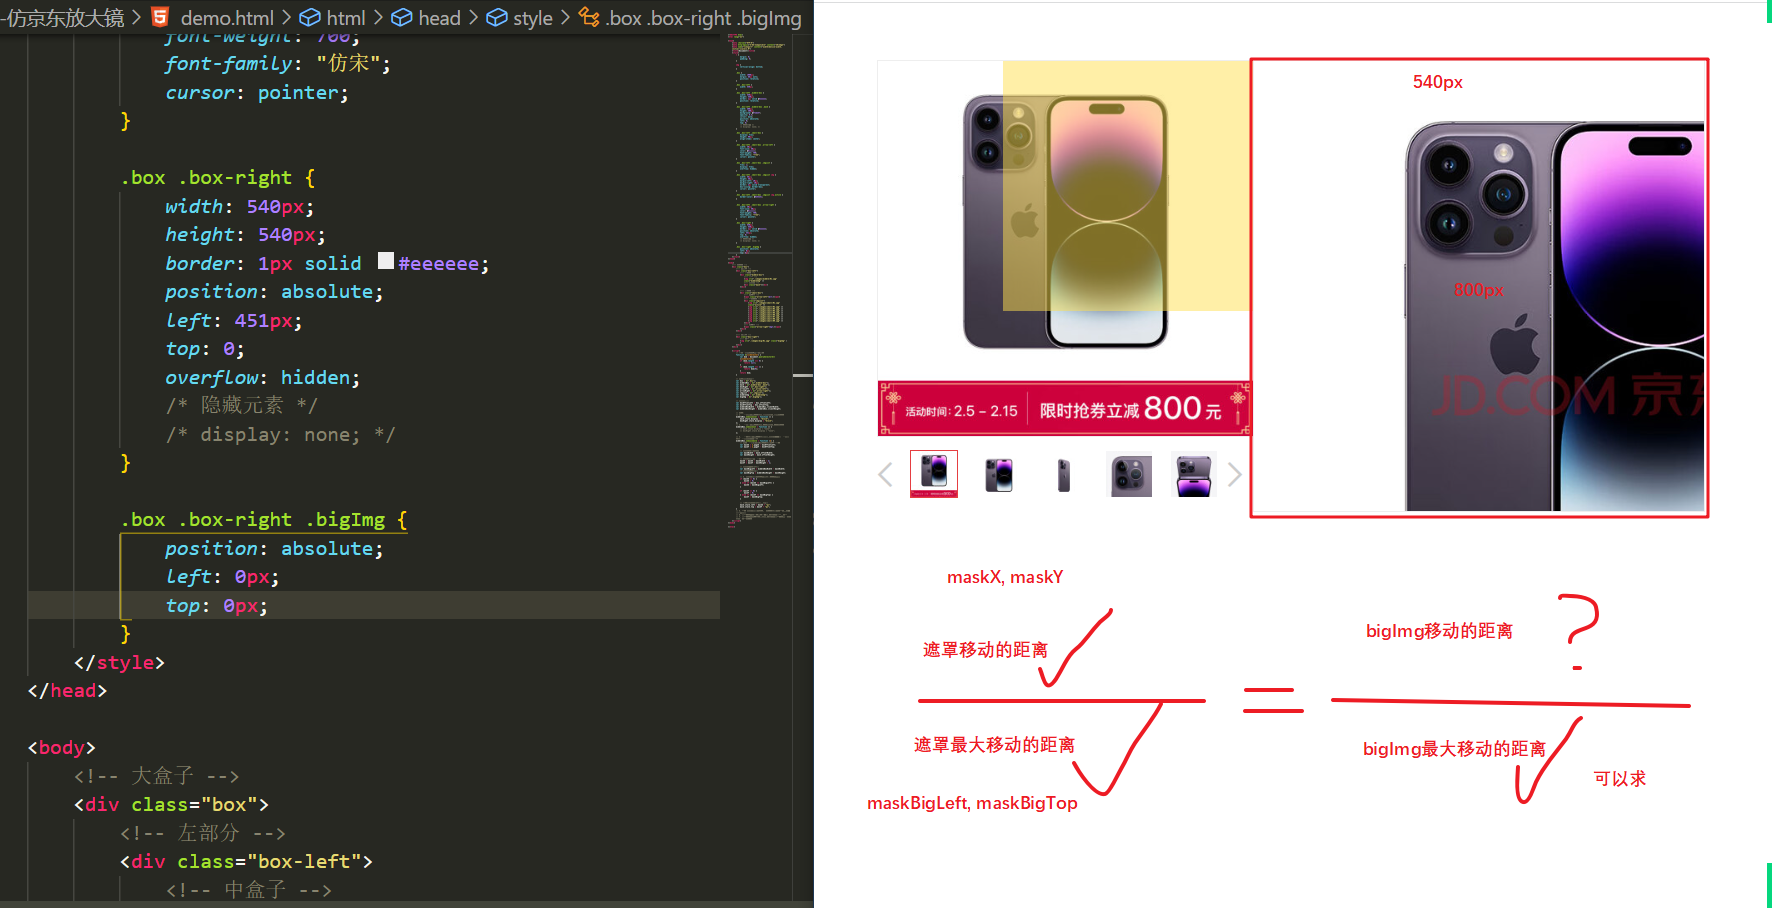 -仿京东放大镜 > demo.html > html > head > style > .box .box-right .bigImg
font-weight: 700;
font-family: "仿宋";
cursor: pointer;
}
.box .box-right {
width: 540px;
height: 540px;
border: 1px solid #eeeeee;
position: absolute;
left: 451px;
top: 0;
overflow: hidden;
/* 隐藏元素 */
/* display: none; */
}
.box .box-right .bigImg {
position: absolute;
left: 0px;
top: 0px;
}
</style>
</head>
<body>
<!-- 大盒子 -->
<div class="box">
<!-- 左部分 -->
<div class="box-left">
<!-- 中盒子 -->
540px
800px
JD.COM 京东
活动时间: 2.5 – 2.15
限时抢券立减800元
maskX, maskY
遮罩移动的距离
遮罩最大移动的距离
maskBigLeft, maskBigTop
=
bigImg移动的距离
?
bigImg最大移动的距离
可以求